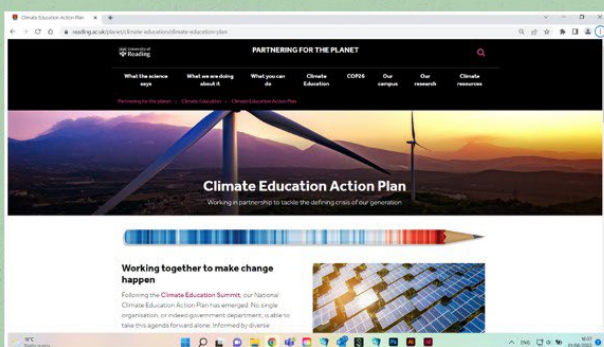 Climate Education Action Plan
reading.ac.uk/planet/climate-education/climate-education-plan
University of
Reading
PARTNERING FOR THE PLANET
What the science says
What we are doing about it
What you can do
Climate Education
COP26
Our campus
Our research
Climate resources
Partnering for the planet
Climate Education
Climate Education Action Plan
Climate Education Action Plan
Working in partnership to tackle the defining crisis of our generation
Working together to make change
happen
Following the Climate Education Summit, our National
Climate Education Action Plan has emerged. No single
organisation, or indeed government department, is able to
take this agenda forward alone. Informed by diverse
ENG
16:07